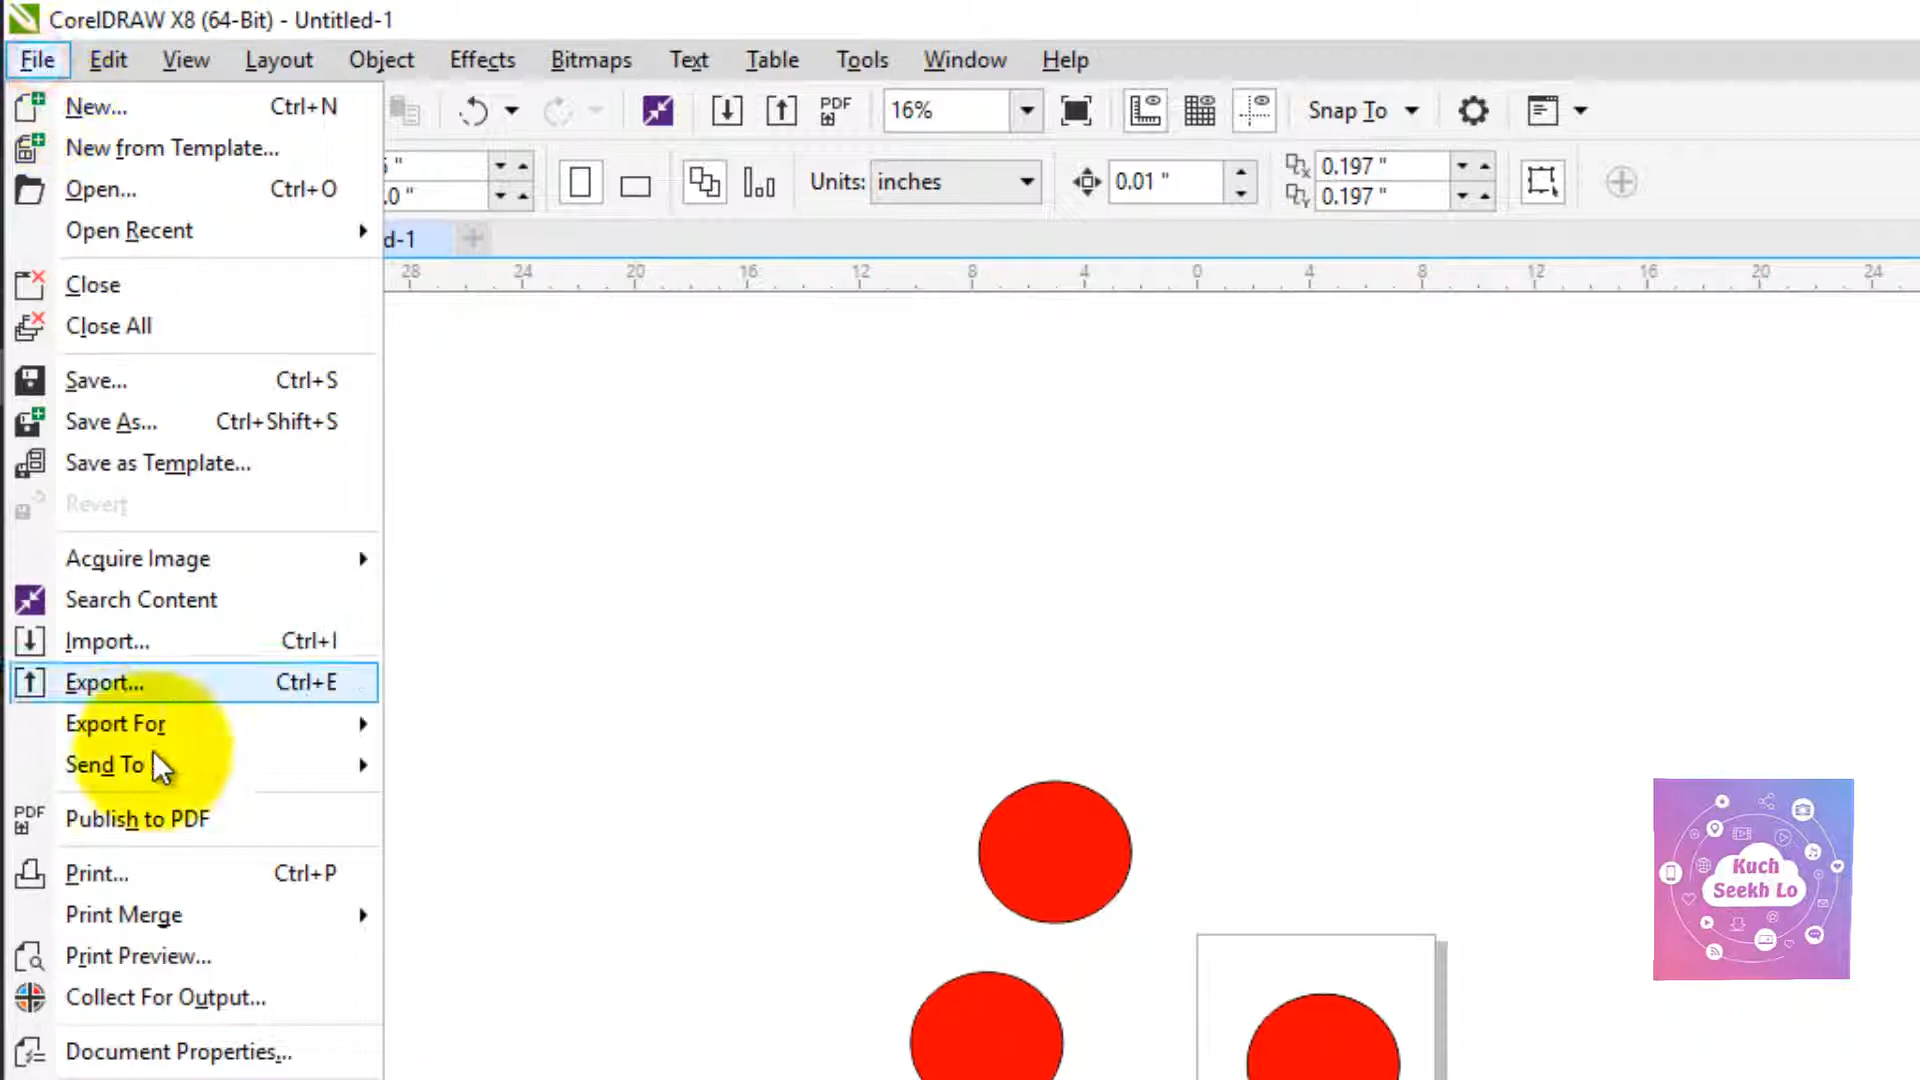 CorelDRAW X8 (64-Bit) - Untitled-1
File Edit View Layout Object Effects Bitmaps Text Table Tools Window Help
PDF 16% Snap To
Units: inches 0.01 " 0.197 "
.0 " 0.197 "
d-1
28 24 20 16 12 8 4 0 4 8 12 16 20 24
New... Ctrl+N
New from Template...
Open... Ctrl+O
Open Recent
Close
Close All
Save... Ctrl+S
Save As... Ctrl+Shift+S
Save as Template...
Revert
Acquire Image
Search Content
Import... Ctrl+I
Export... Ctrl+E
Export For
Send To
PDF Publish to PDF
Print... Ctrl+P
Print Merge
Print Preview...
Collect For Output...
Document Properties...
Kuch
Seekh Lo